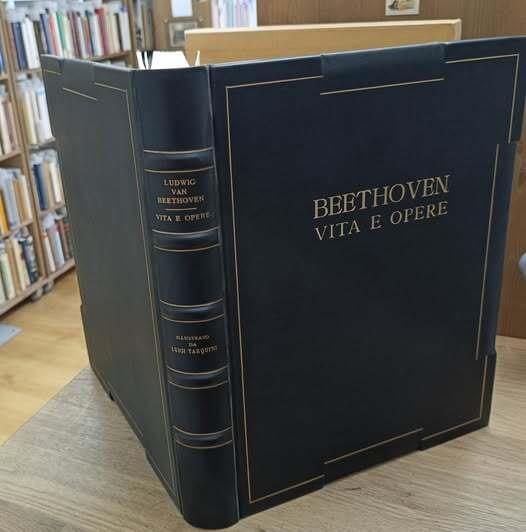 LUDWIG
VAN
BEETHOVEN
VITA E OPERE
ILLUSTRATO
DA
LUIGI TARQUINI
BEETHOVEN
VITA E OPERE